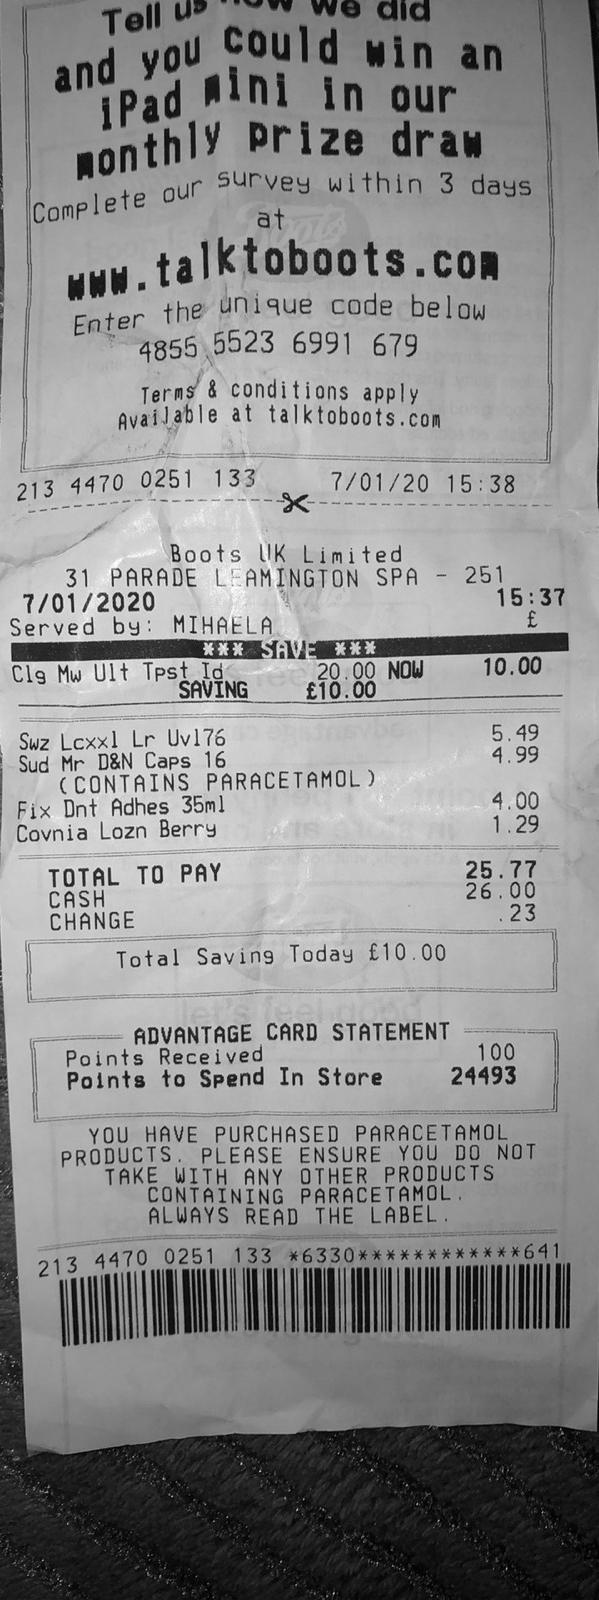 Tell us how we did
and you could win an
iPad mini in our
monthly prize draw
Complete our survey within 3 days
at
www.talktoboots.com
Enter the unique code below
4855 5523 6991 679
Terms & conditions apply
Available at talktoboots.com
213 4470 0251 133 7/01/20 15:38
Boots UK Limited
31 PARADE LEAMINGTON SPA - 251
7/01/2020 15:37
Served by: MIHAELA £
*** SAVE ***
Clg Mw Ult Tpst Id 20.00 NOW 10.00
SAVING £10.00
Swz Lcxxl Lr Uvl76 5.49
Sud Mr D&N Caps 16 4.99
(CONTAINS PARACETAMOL)
Fix Dnt Adhes 35ml 4.00
Covnia Lozn Berry 1.29
TOTAL TO PAY 25.77
CASH 26.00
CHANGE .23
Total Saving Today £10.00
ADVANTAGE CARD STATEMENT
Points Received 100
Points to Spend In Store 24493
YOU HAVE PURCHASED PARACETAMOL
PRODUCTS. PLEASE ENSURE YOU DO NOT
TAKE WITH ANY OTHER PRODUCTS
CONTAINING PARACETAMOL.
ALWAYS READ THE LABEL.
213 4470 0251 133 *6330************641